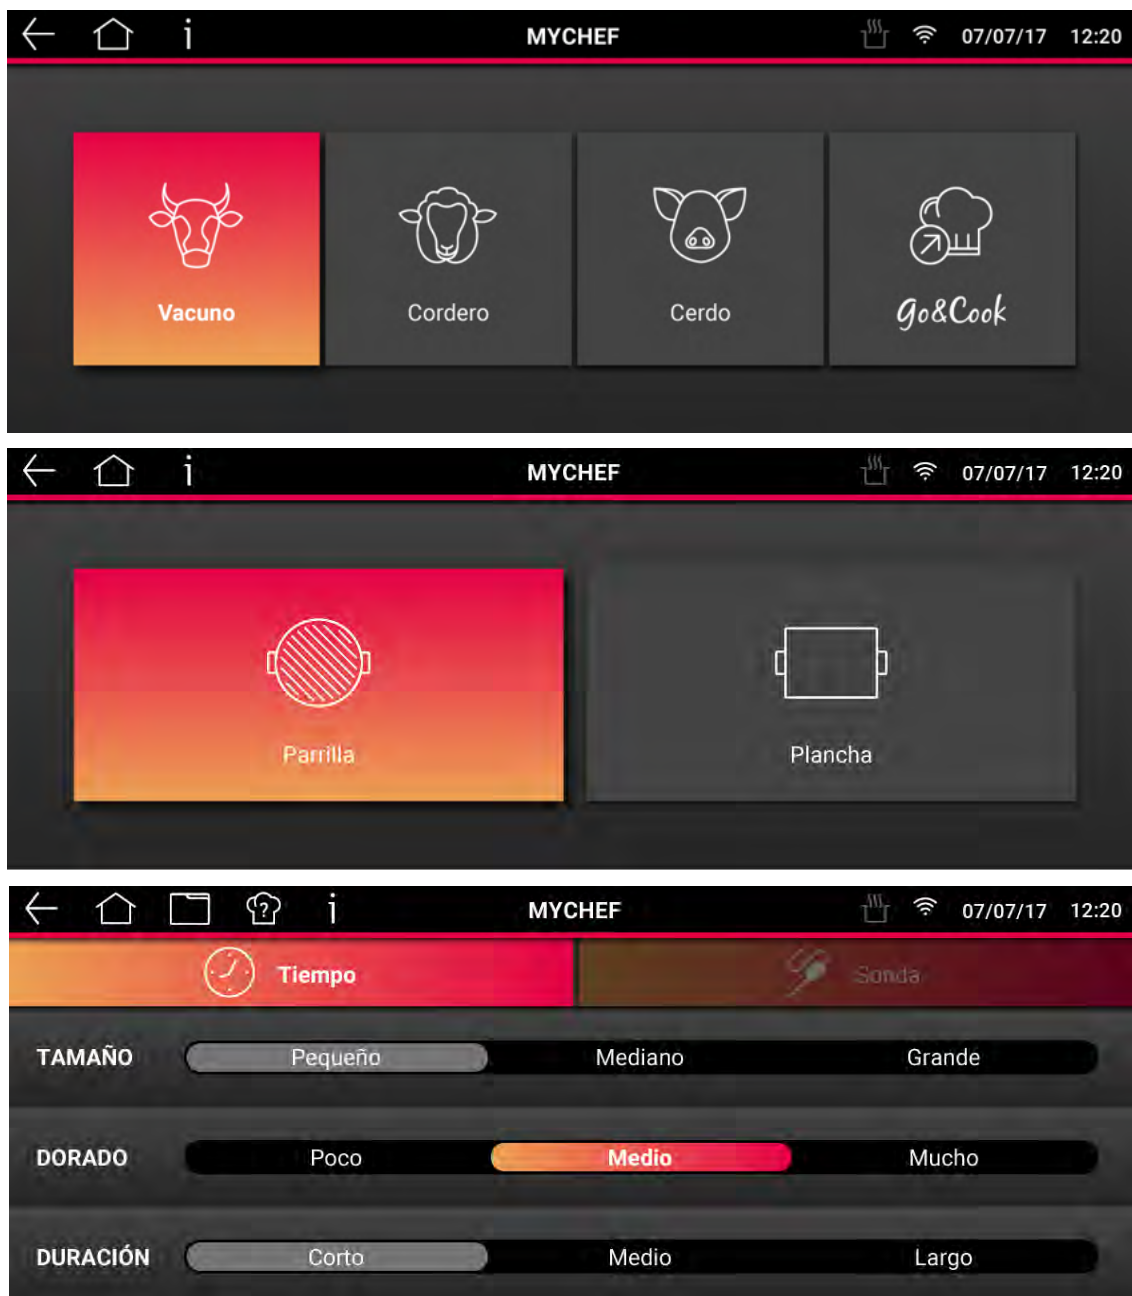 MYCHEF 07/07/17 12:20
Vacuno Cordero Cerdo Go&Cook
MYCHEF 07/07/17 12:20
Parrilla Plancha
MYCHEF 07/07/17 12:20
Tiempo Sonda
TAMAÑO Pequeño Mediano Grande
DORADO Poco Medio Mucho
DURACIÓN Corto Medio Largo